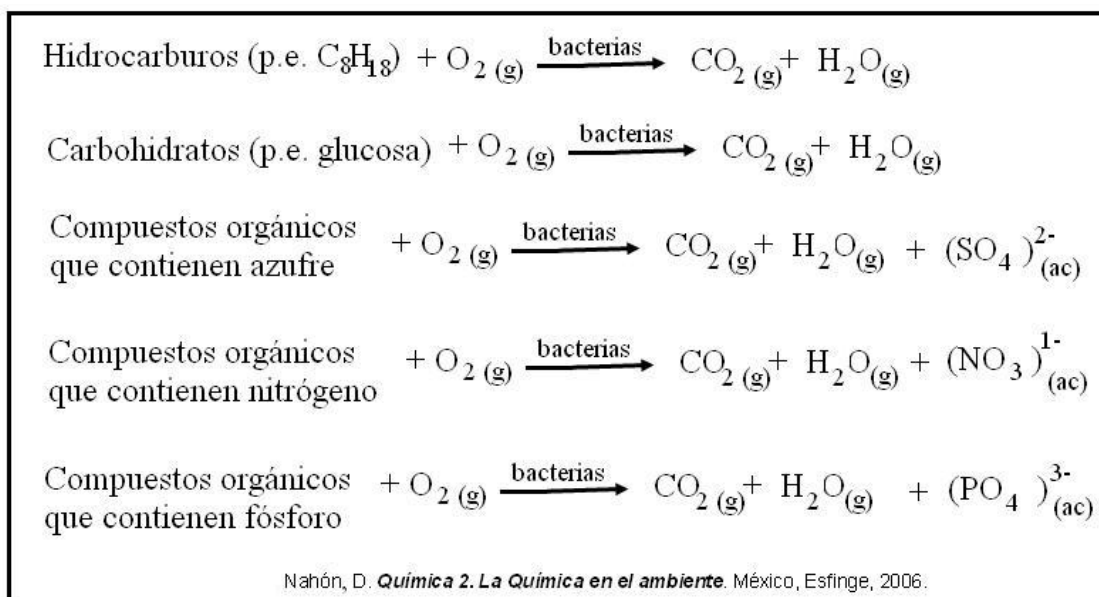 Hidrocarburos (p.e. C₈H₁₈) + O₂ (g) bacterias CO₂ (g) + H₂O(g)
Carbohidratos (p.e. glucosa) + O₂ (g) bacterias CO₂ (g) + H₂O(g)
Compuestos orgánicos
que contienen azufre + O₂ (g) bacterias CO₂ (g) + H₂O(g) + (SO₄)²⁻(ac)
Compuestos orgánicos
que contienen nitrógeno + O₂ (g) bacterias CO₂ (g) + H₂O(g) + (NO₃)¹⁻(ac)
Compuestos orgánicos
que contienen fósforo + O₂ (g) bacterias CO₂ (g) + H₂O(g) + (PO₄)³⁻(ac)
Nahón, D. Química 2. La Química en el ambiente. México, Esfinge, 2006.